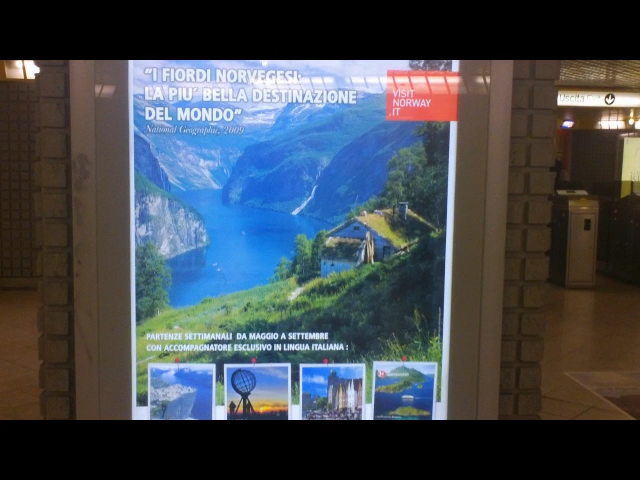 "I FIORDI NORVEGESI:
LA PIU' BELLA DESTINAZIONE
DEL MONDO"
National Geographic, 2009
VISIT
NORWAY
.IT
Uscita
PARTENZE SETTIMANALI DA MAGGIO A SETTEMBRE
CON ACCOMPAGNATORE ESCLUSIVO IN LINGUA ITALIANA :